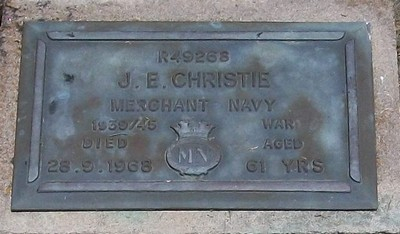 R49268
J. E. CHRISTIE
MERCHANT NAVY
1939/45 WAR
DIED AGED
MN
28.9.1968 61 YRS